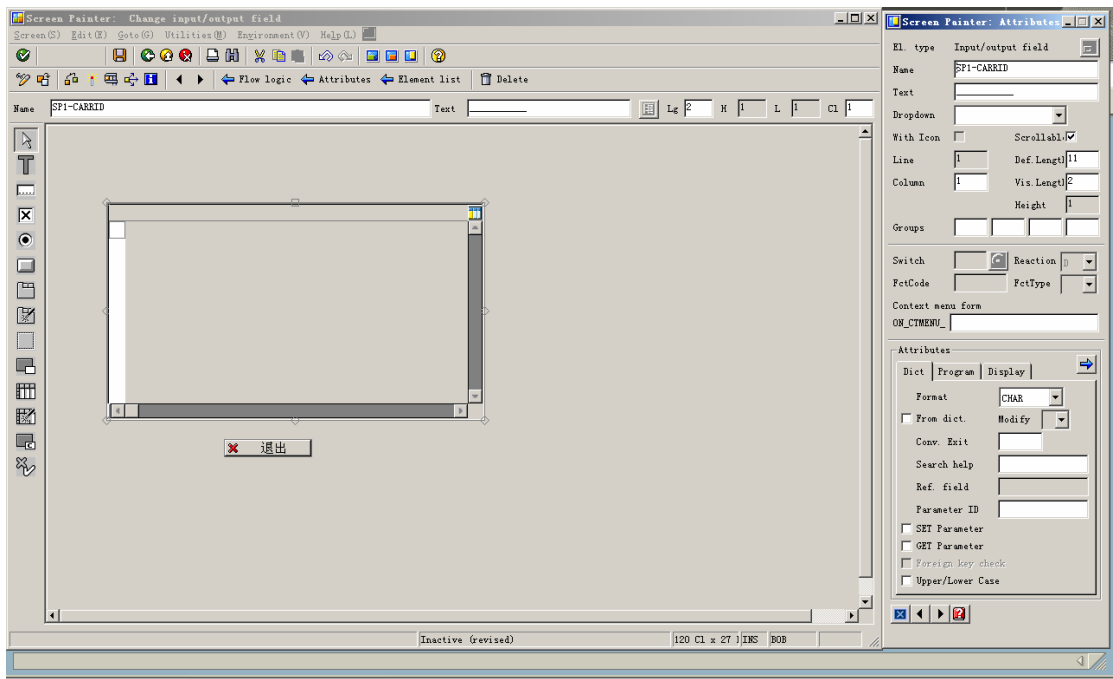 Screen Painter: Change input/output field
Screen(S) Edit(E) Goto(G) Utilities(M) Environment(V) Help(L)
Flow logic Attributes Element list Delete
Name SP1-CARRID Text ____________ Lg 2 H 1 L 1 Cl 1
退出
Inactive (revised) 120 Cl x 27 l INS BOB
Screen Painter: Attributes
El. type Input/output field
Name SP1-CARRID
Text ____________
Dropdown
With Icon Scrollabl
Line 1 Def.Lengtl 11
Column 1 Vis.Lengtl 2
Height 1
Groups
Switch Reaction D
FctCode FctType
Context menu form
ON_CTMENU_
Attributes
Dict Program Display
Format CHAR
From dict. Modify
Conv. Exit
Search help
Ref. field
Parameter ID
SET Parameter
GET Parameter
Foreign key check
Upper/Lower Case